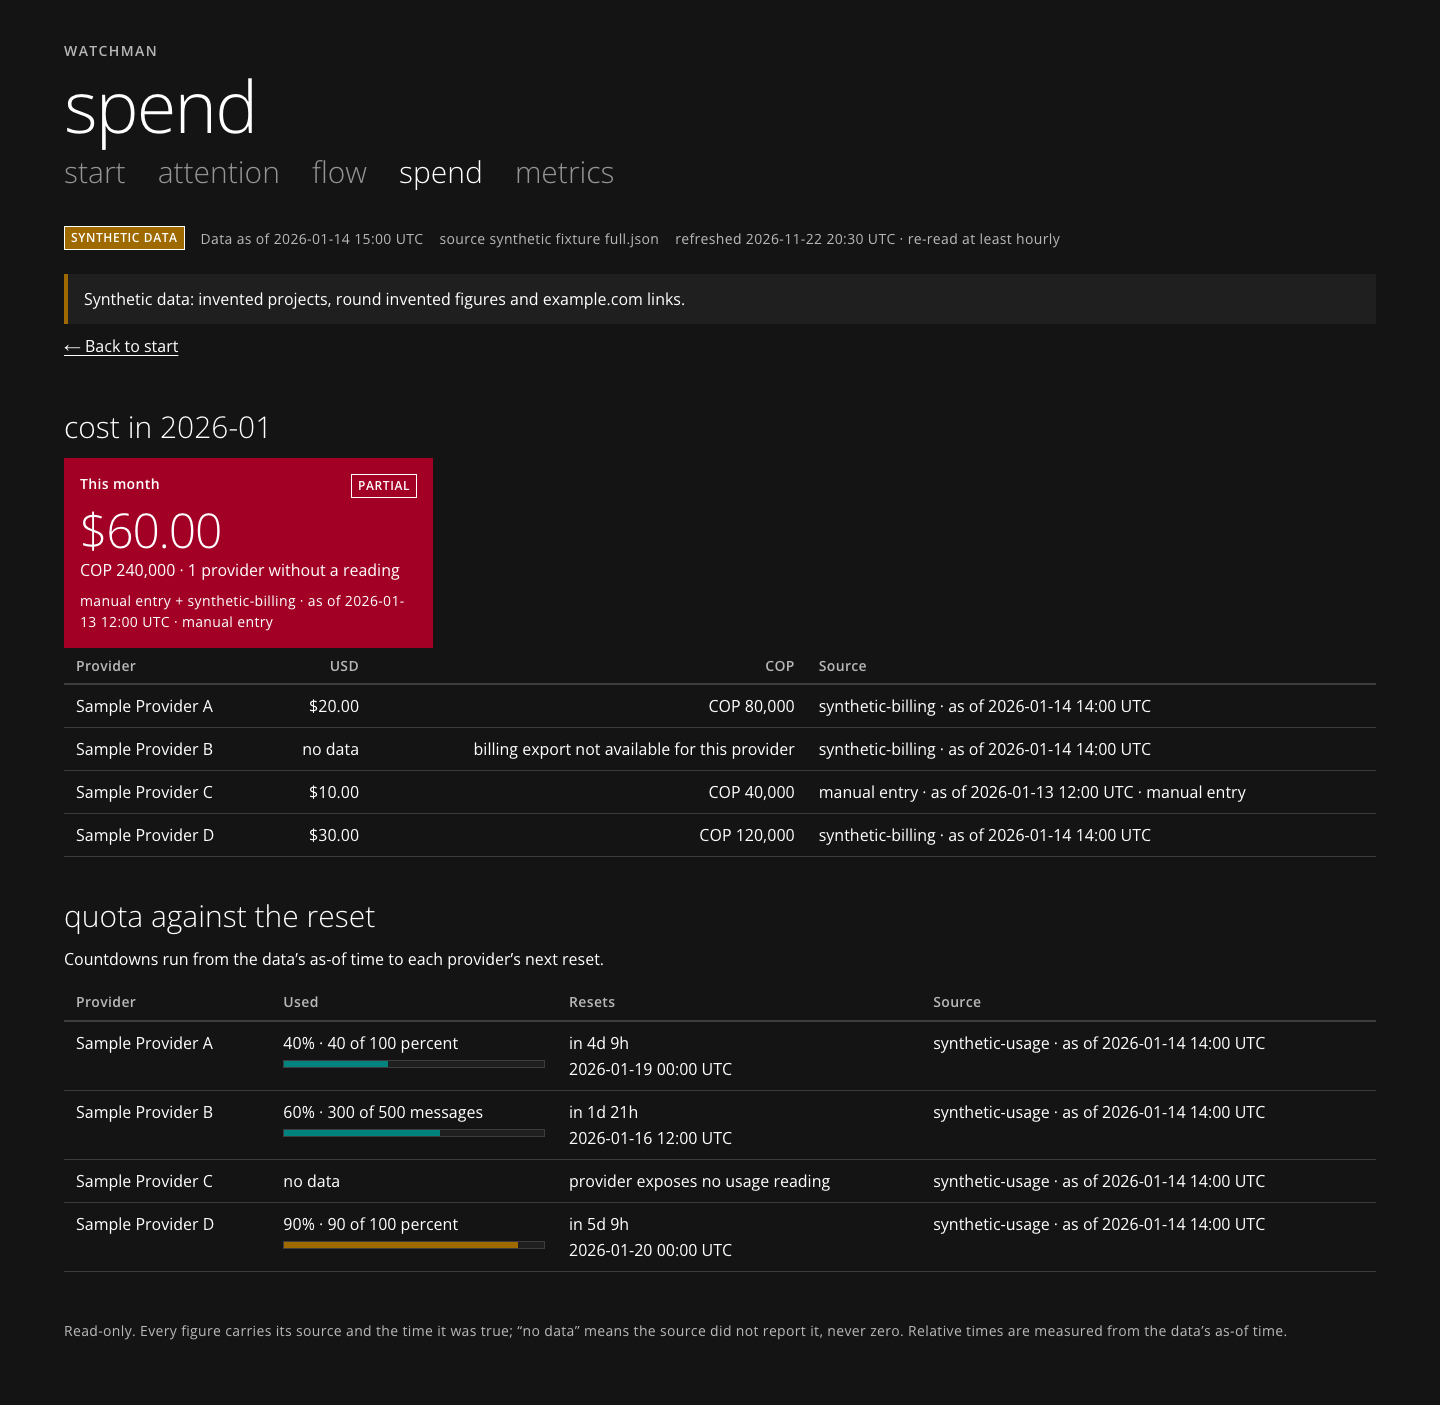 WATCHMAN
spend
start attention flow spend metrics
SYNTHETIC DATA Data as of 2026-01-14 15:00 UTC source synthetic fixture full.json refreshed 2026-11-22 20:30 UTC · re-read at least hourly
Synthetic data: invented projects, round invented figures and example.com links.
← Back to start
cost in 2026-01
This month PARTIAL
$60.00
COP 240,000 · 1 provider without a reading
manual entry + synthetic-billing · as of 2026-01-
13 12:00 UTC · manual entry
Provider USD COP Source
Sample Provider A $20.00 COP 80,000 synthetic-billing · as of 2026-01-14 14:00 UTC
Sample Provider B no data billing export not available for this provider synthetic-billing · as of 2026-01-14 14:00 UTC
Sample Provider C $10.00 COP 40,000 manual entry · as of 2026-01-13 12:00 UTC · manual entry
Sample Provider D $30.00 COP 120,000 synthetic-billing · as of 2026-01-14 14:00 UTC
quota against the reset
Countdowns run from the data’s as-of time to each provider’s next reset.
Provider Used Resets Source
Sample Provider A 40% · 40 of 100 percent in 4d 9h synthetic-usage · as of 2026-01-14 14:00 UTC
2026-01-19 00:00 UTC
Sample Provider B 60% · 300 of 500 messages in 1d 21h synthetic-usage · as of 2026-01-14 14:00 UTC
2026-01-16 12:00 UTC
Sample Provider C no data provider exposes no usage reading synthetic-usage · as of 2026-01-14 14:00 UTC
Sample Provider D 90% · 90 of 100 percent in 5d 9h synthetic-usage · as of 2026-01-14 14:00 UTC
2026-01-20 00:00 UTC
Read-only. Every figure carries its source and the time it was true; “no data” means the source did not report it, never zero. Relative times are measured from the data’s as-of time.